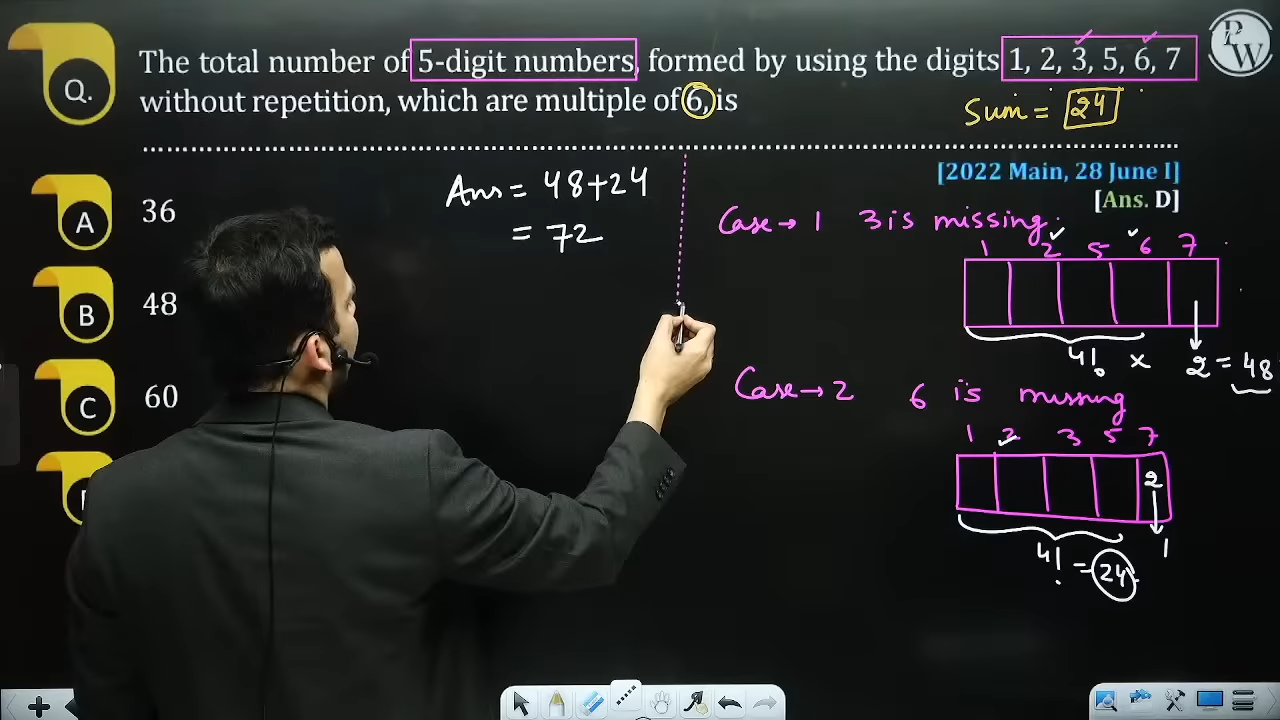 Q.
The total number of 5-digit numbers, formed by using the digits 1, 2, 3, 5, 6, 7
without repetition, which are multiple of 6, is
Sum = 24
PW
[2022 Main, 28 June I]
[Ans. D]
A 36
B 48
C 60
Ans = 48+24
= 72
Case → 1 3 is missing.
1 2 5 6 7
4! × 2 = 48
Case → 2 6 is missing
1 2 3 5 7
2
4! = 24
1